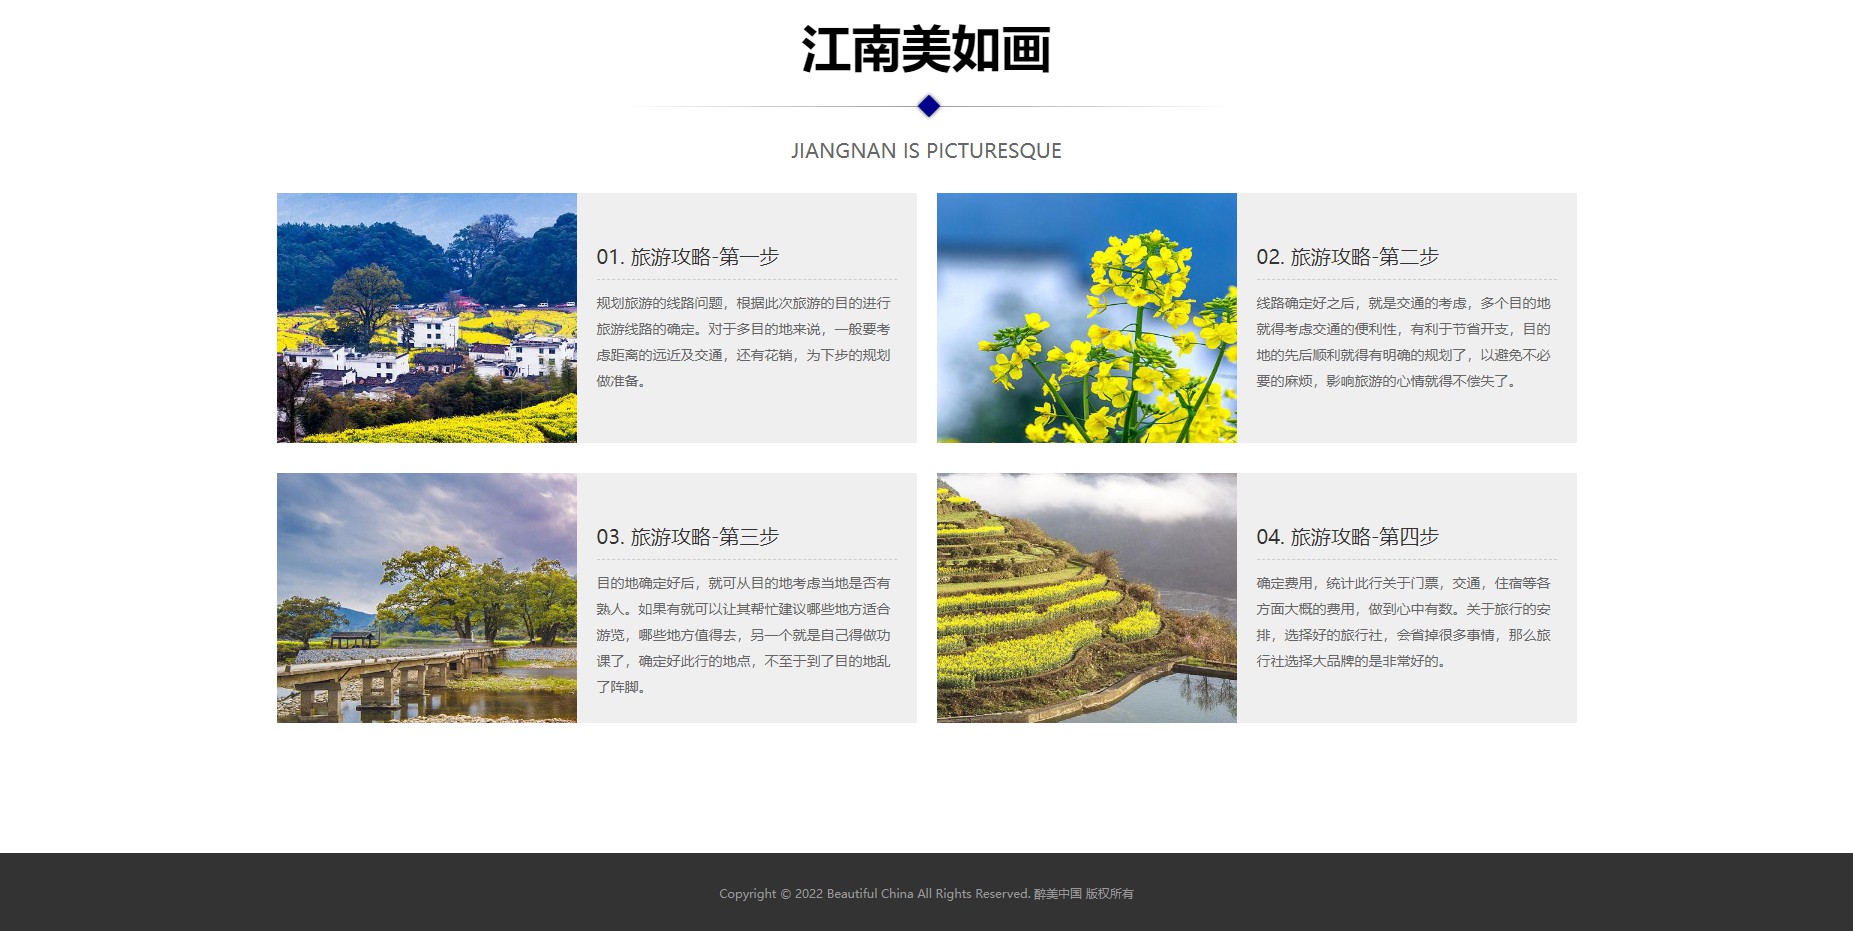 江南美如画
JIANGNAN IS PICTURESQUE
01. 旅游攻略-第一步
规划旅游的线路问题，根据此次旅游的目的进行
旅游线路的确定。对于多目的地来说，一般要考
虑距离的远近及交通，还有花销，为下步的规划
做准备。
02. 旅游攻略-第二步
线路确定好之后，就是交通的考虑，多个目的地
就得考虑交通的便利性，有利于节省开支，目的
地的先后顺利就得有明确的规划了，以避免不必
要的麻烦，影响旅游的心情就得不偿失了。
03. 旅游攻略-第三步
目的地确定好后，就可从目的地考虑当地是否有
熟人。如果有就可以让其帮忙建议哪些地方适合
游览，哪些地方值得去，另一个就是自己得做功
课了，确定好此行的地点，不至于到了目的地乱
了阵脚。
04. 旅游攻略-第四步
确定费用，统计此行关于门票，交通，住宿等各
方面大概的费用，做到心中有数。关于旅行的安
排，选择好的旅行社，会省掉很多事情，那么旅
行社选择大品牌的是非常好的。
Copyright © 2022 Beautiful China All Rights Reserved. 醉美中国 版权所有